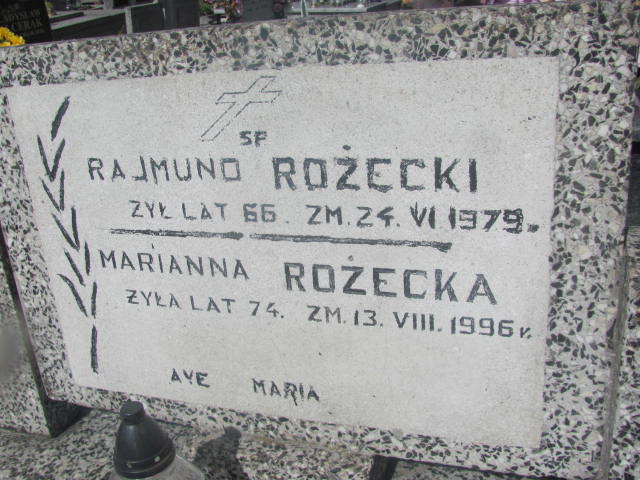 SP
RAJMUND ROŻECKI
ŻYŁ LAT 66. ZM. 24. VI 1979.
MARIANNA ROŻECKA
ŻYŁA LAT 74. ZM. 13. VIII. 1996 r.
AVE MARIA